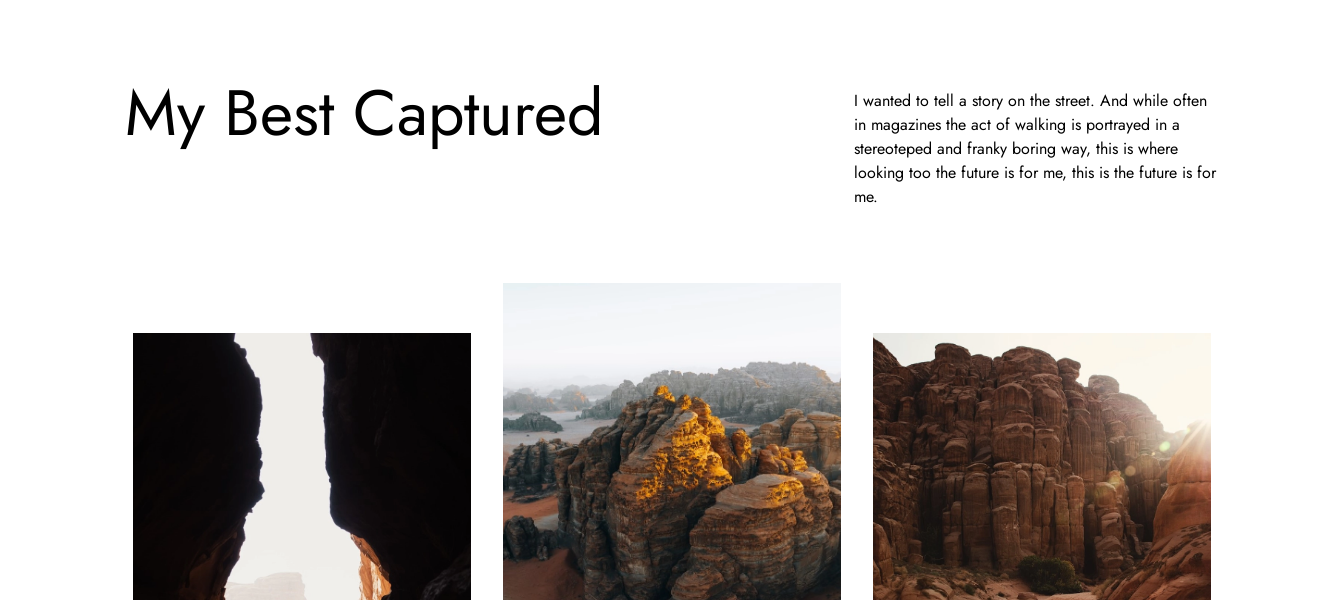 My Best Captured
I wanted to tell a story on the street. And while often
in magazines the act of walking is portrayed in a
stereoteped and franky boring way, this is where
looking too the future is for me, this is the future is for
me.